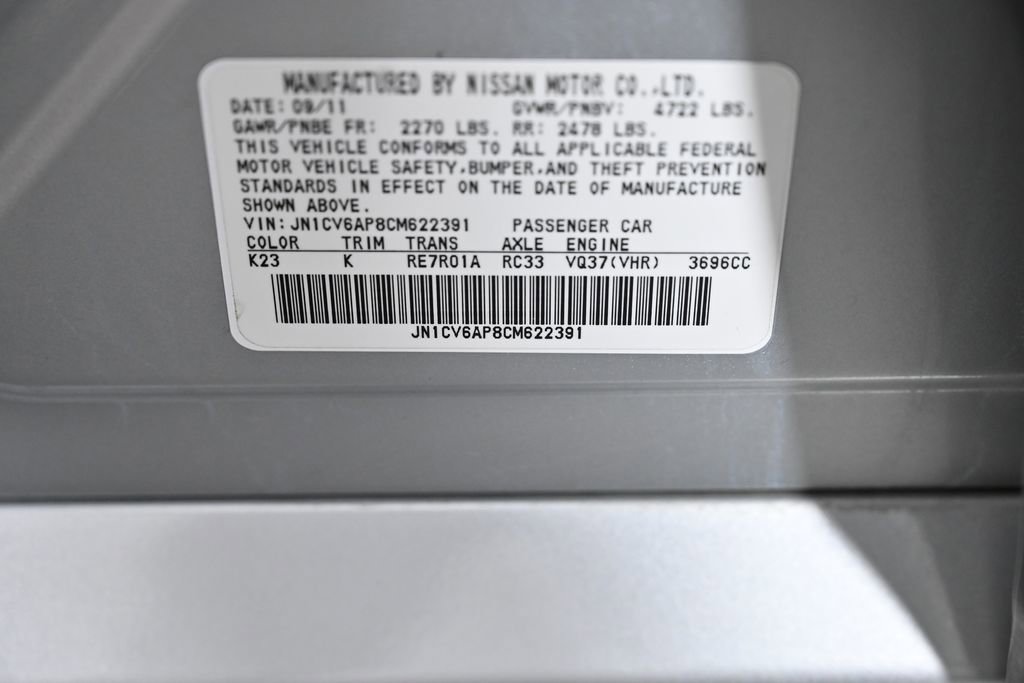 MANUFACTURED BY NISSAN MOTOR CO.,LTD.
DATE: 09/11 GVWR/PNBV: 4722 LBS.
GAWR/PNBE FR: 2270 LBS. RR: 2478 LBS.
THIS VEHICLE CONFORMS TO ALL APPLICABLE FEDERAL
MOTOR VEHICLE SAFETY,BUMPER,AND THEFT PREVENTION
STANDARDS IN EFFECT ON THE DATE OF MANUFACTURE
SHOWN ABOVE.
VIN: JN1CV6AP8CM622391 PASSENGER CAR
COLOR TRIM TRANS AXLE ENGINE
K23 K RE7R01A RC33 VQ37(VHR) 3696CC
JN1CV6AP8CM622391